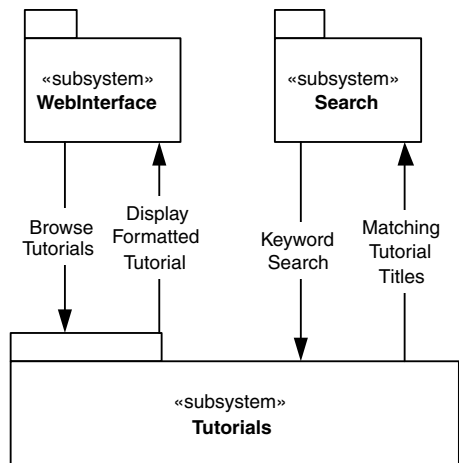 «subsystem»
WebInterface
«subsystem»
Search
Browse
Tutorials
Display
Formatted
Tutorial
Keyword
Search
Matching
Tutorial
Titles
«subsystem»
Tutorials